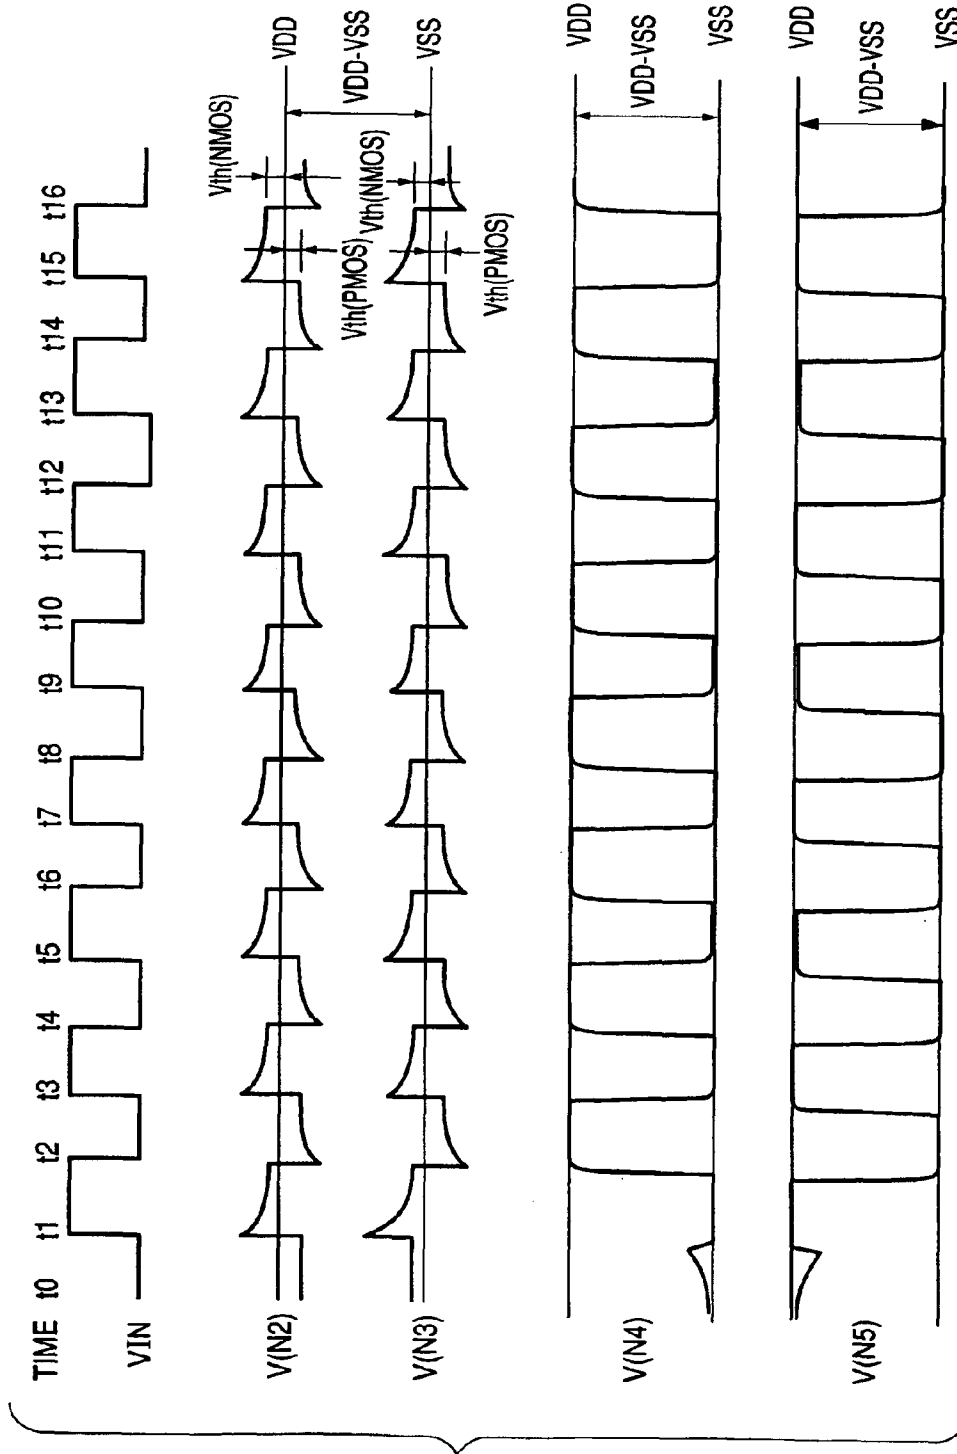 TIME t0 t1 t2 t3 t4 t5 t6 t7 t8 t9 t10 t11 t12 t13 t14 t15 t16
VIN
Vth(NMOS)
V(N2)
VDD
Vth(PMOS)
VDD-VSS
Vth(NMOS)
V(N3)
VSS
Vth(PMOS)
VDD
V(N4)
VDD-VSS
VSS
VDD
V(N5)
VDD-VSS
VSS